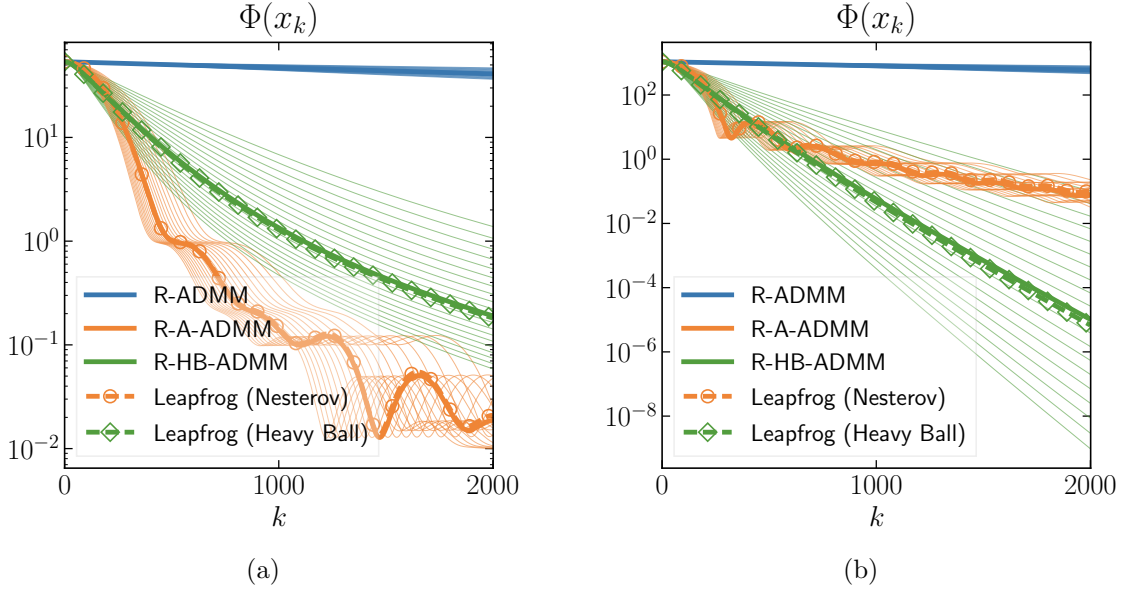 Φ(x_k)
10^1
10^0
10^{-1}
10^{-2}
R-ADMM
R-A-ADMM
R-HB-ADMM
Leapfrog (Nesterov)
Leapfrog (Heavy Ball)
0
1000
2000
k
(a)
Φ(x_k)
10^2
10^0
10^{-2}
10^{-4}
10^{-6}
10^{-8}
R-ADMM
R-A-ADMM
R-HB-ADMM
Leapfrog (Nesterov)
Leapfrog (Heavy Ball)
0
1000
2000
k
(b)